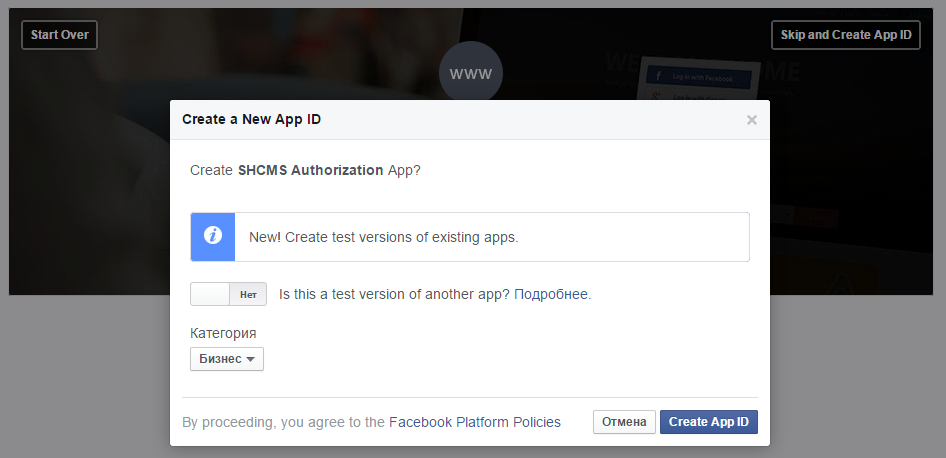 Start Over
Skip and Create App ID
www
Log in with Facebook
Create a New App ID
Create SHCMS Authorization App?
New! Create test versions of existing apps.
Нет
Is this a test version of another app? Подробнее.
Категория
Бизнес
By proceeding, you agree to the Facebook Platform Policies
Отмена
Create App ID